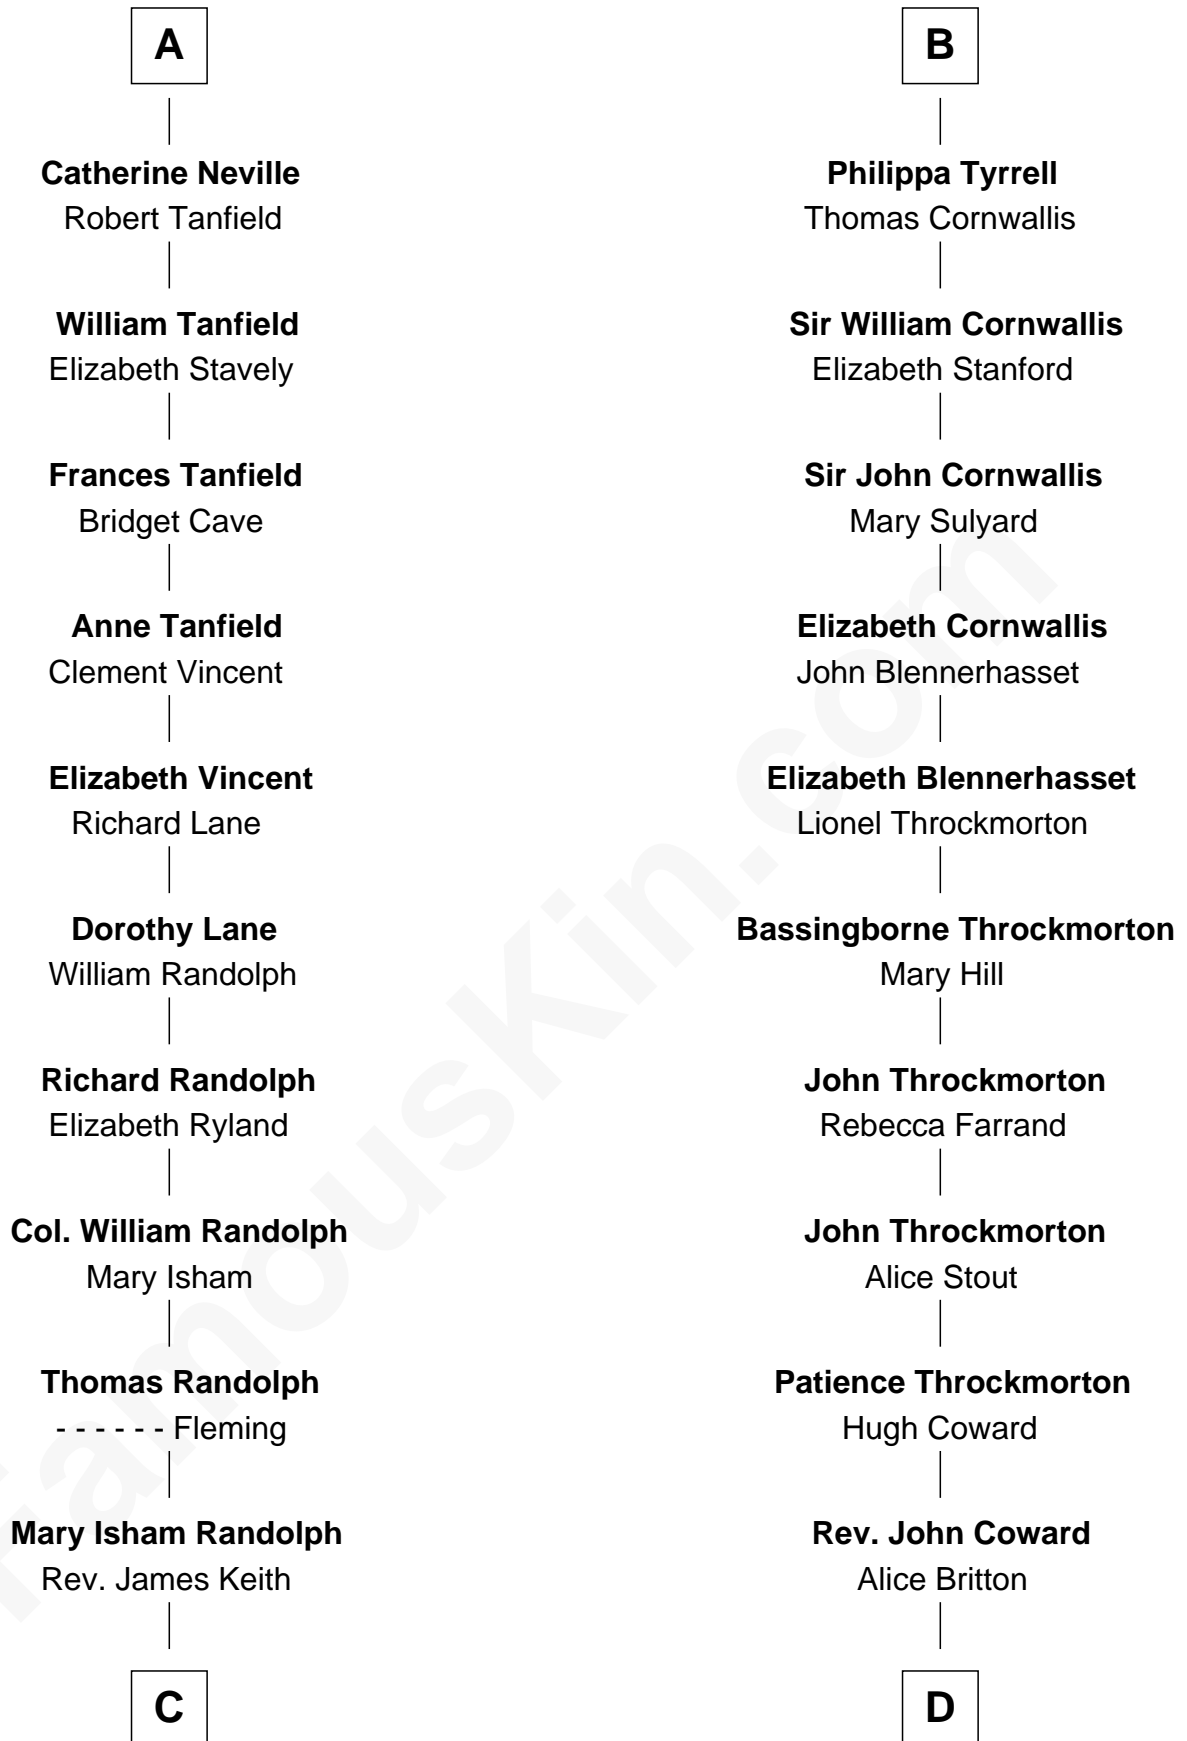 A
Catherine Neville
Robert Tanfield
William Tanfield
Elizabeth Stavely
Frances Tanfield
Bridget Cave
Anne Tanfield
Clement Vincent
Elizabeth Vincent
Richard Lane
Dorothy Lane
William Randolph
Richard Randolph
Elizabeth Ryland
Col. William Randolph
Mary Isham
Thomas Randolph
- - - - - - Fleming
Mary Isham Randolph
Rev. James Keith
C
B
Philippa Tyrrell
Thomas Cornwallis
Sir William Cornwallis
Elizabeth Stanford
Sir John Cornwallis
Mary Sulyard
Elizabeth Cornwallis
John Blennerhasset
Elizabeth Blennerhasset
Lionel Throckmorton
Bassingborne Throckmorton
Mary Hill
John Throckmorton
Rebecca Farrand
John Throckmorton
Alice Stout
Patience Throckmorton
Hugh Coward
Rev. John Coward
Alice Britton
D
FamousKin.com